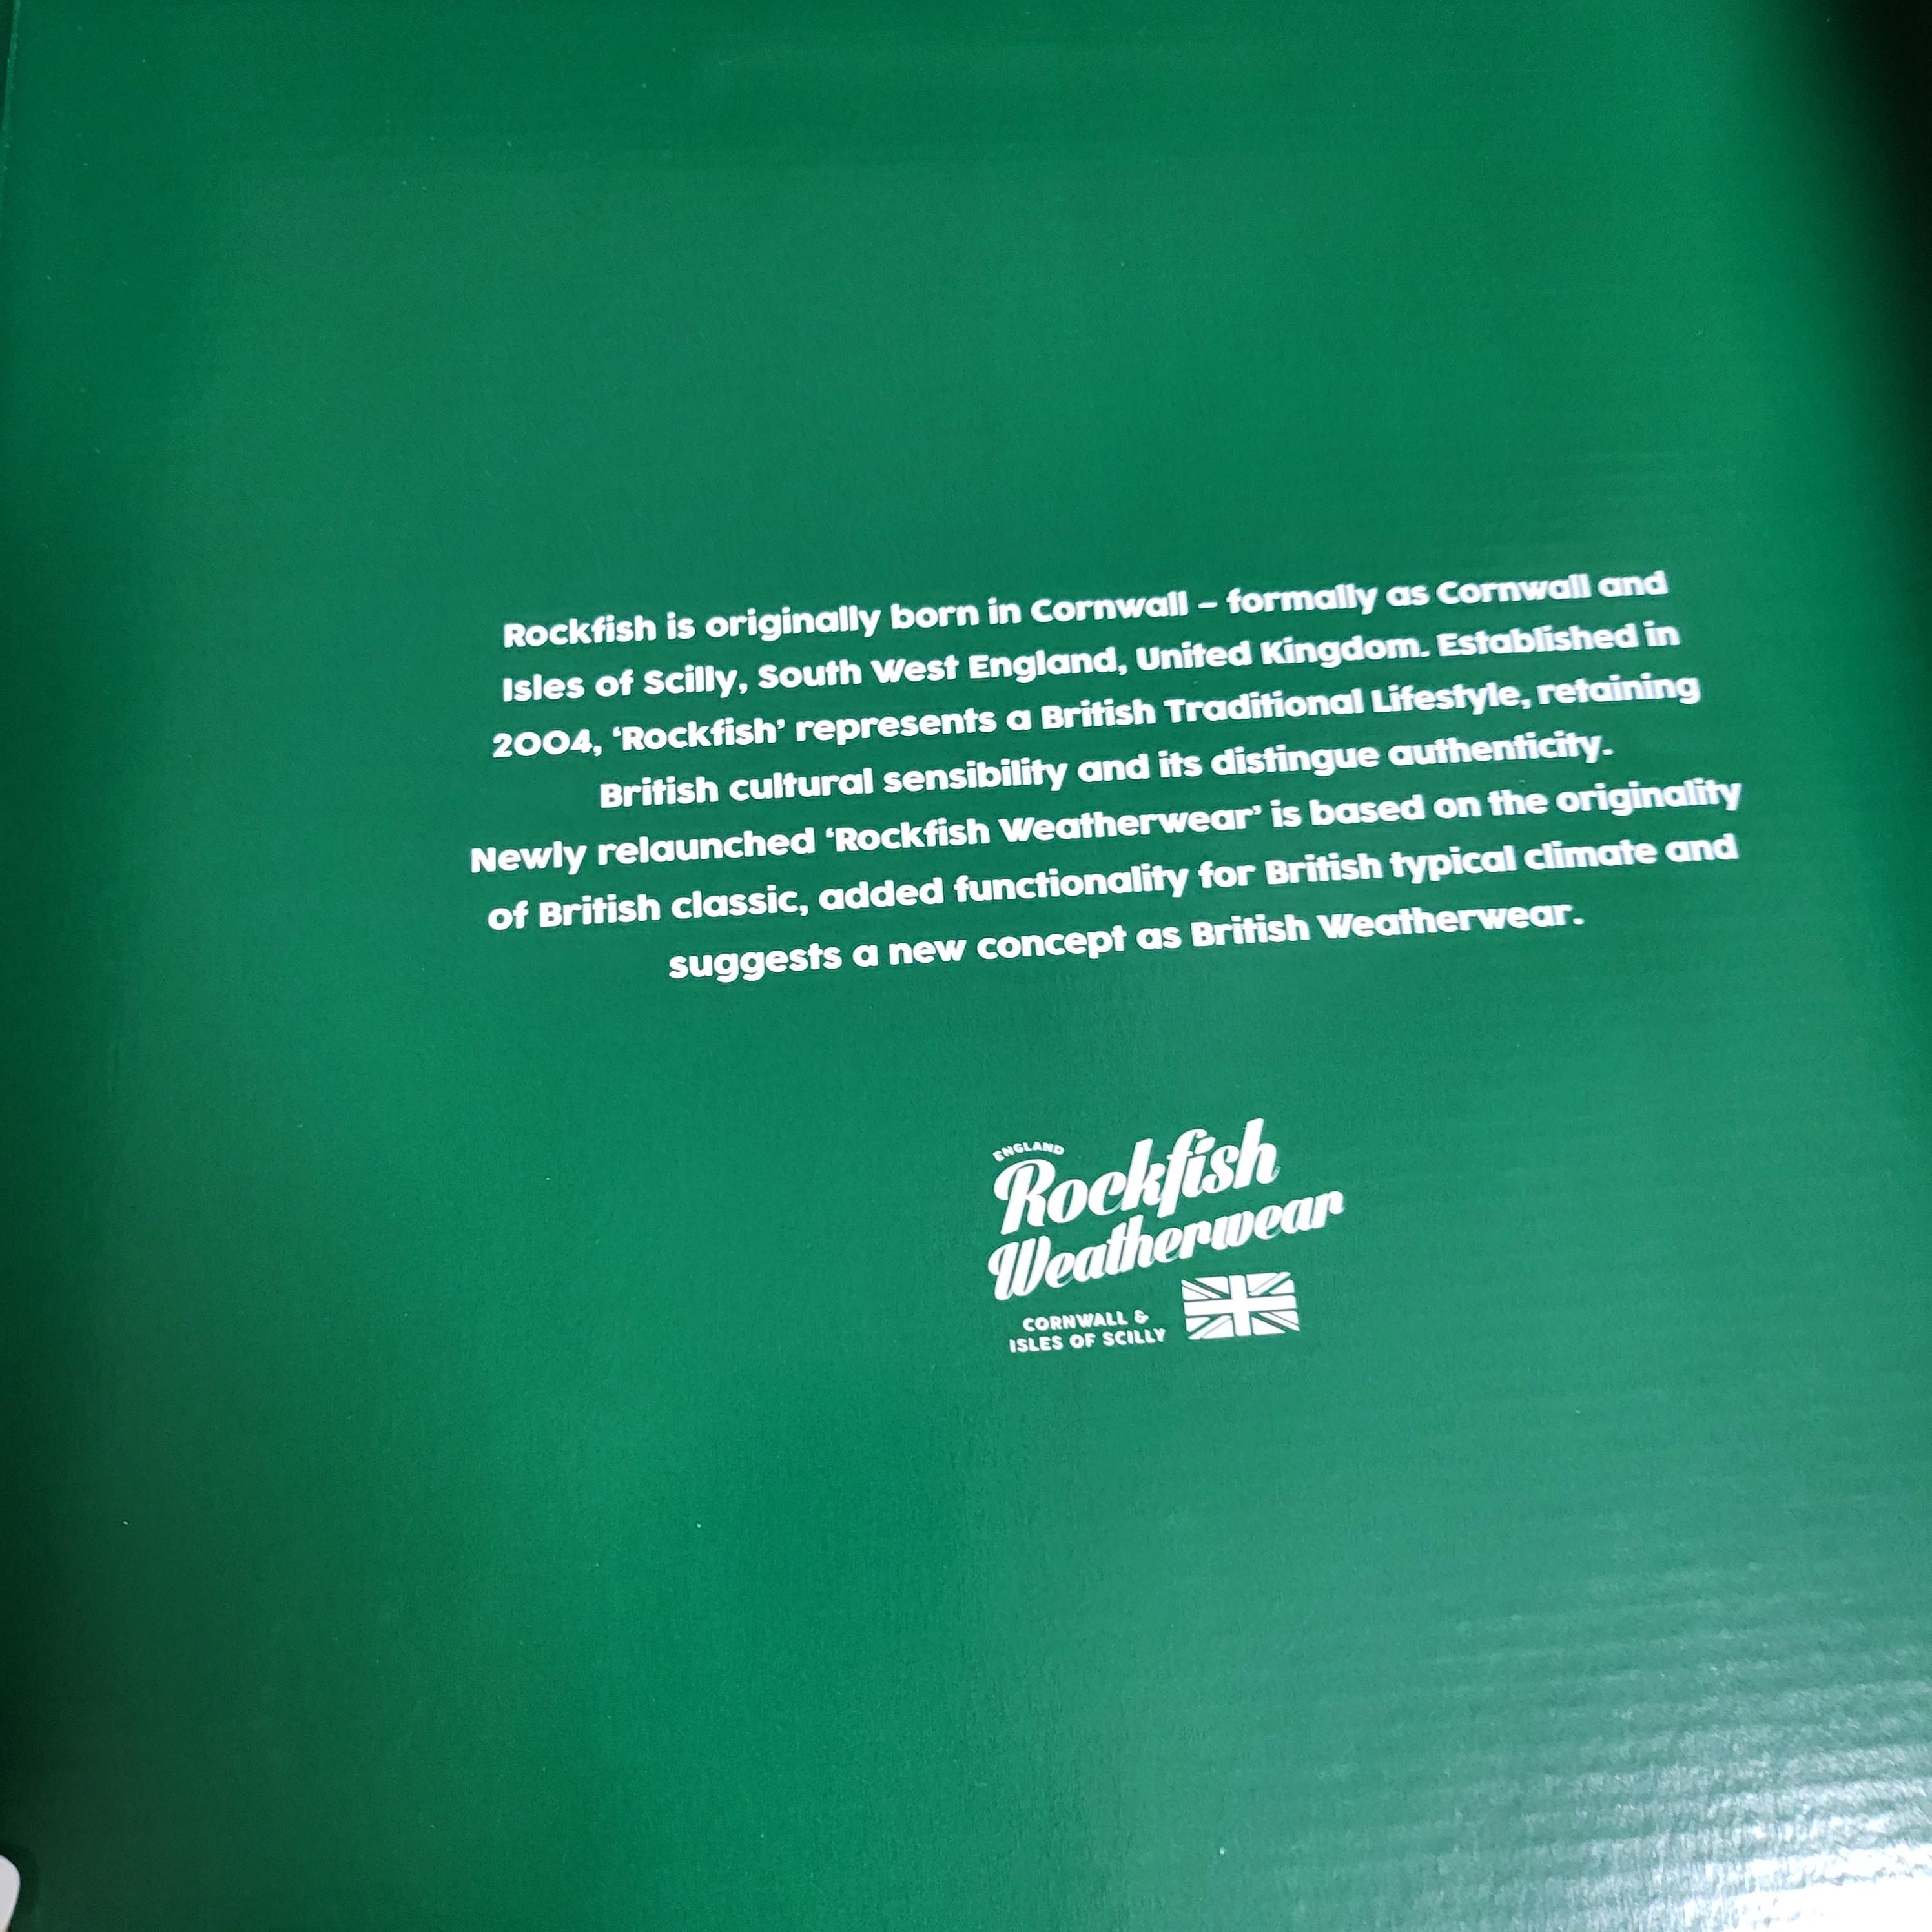 Rockfish is originally born in Cornwall – formally as Cornwall and
Isles of Scilly, South West England, United Kingdom. Established in
2004, ‘Rockfish’ represents a British Traditional Lifestyle, retaining
British cultural sensibility and its distingue authenticity.
Newly relaunched ‘Rockfish Weatherwear’ is based on the originality
of British classic, added functionality for British typical climate and
suggests a new concept as British Weatherwear.
ENGLAND
Rockfish
Weatherwear
CORNWALL &
ISLES OF SCILLY